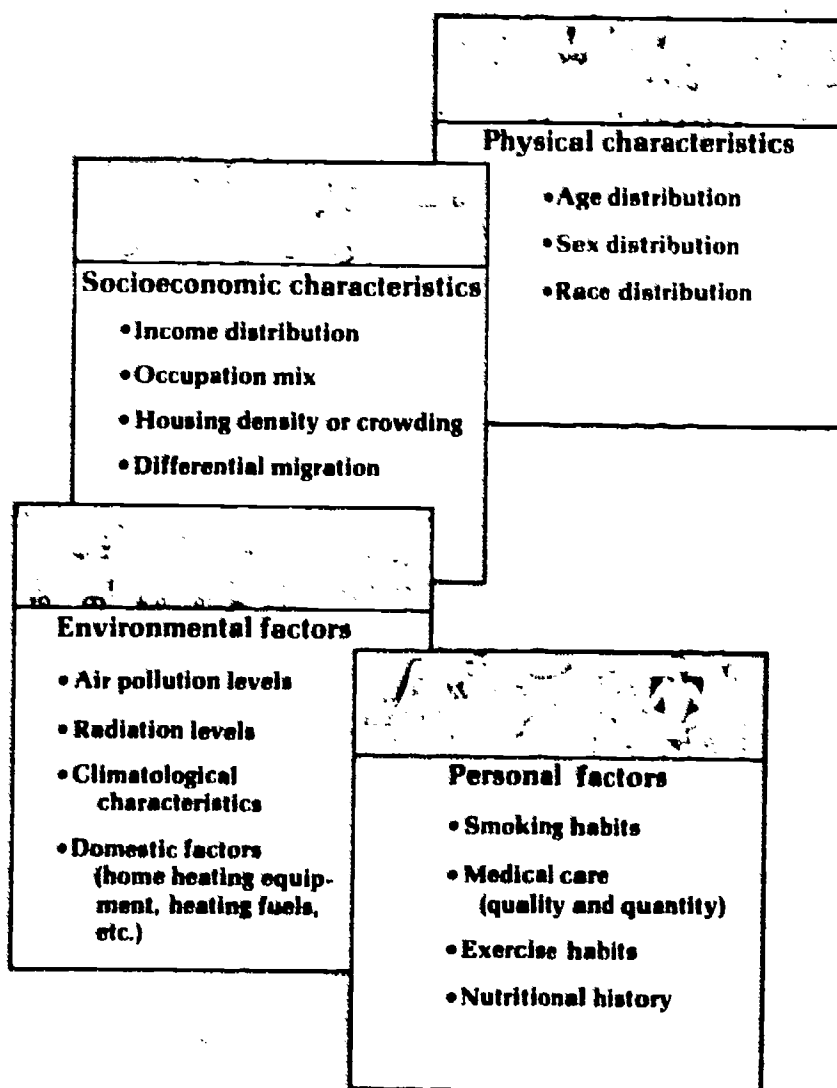 Physical characteristics
•Age distribution
•Sex distribution
•Race distribution
Socioeconomic characteristics
•Income distribution
•Occupation mix
•Housing density or crowding
•Differential migration
Environmental factors
•Air pollution levels
•Radiation levels
•Climatological
characteristics
•Domestic factors
(home heating equip-
ment, heating fuels,
etc.)
Personal factors
•Smoking habits
•Medical care
(quality and quantity)
•Exercise habits
•Nutritional history